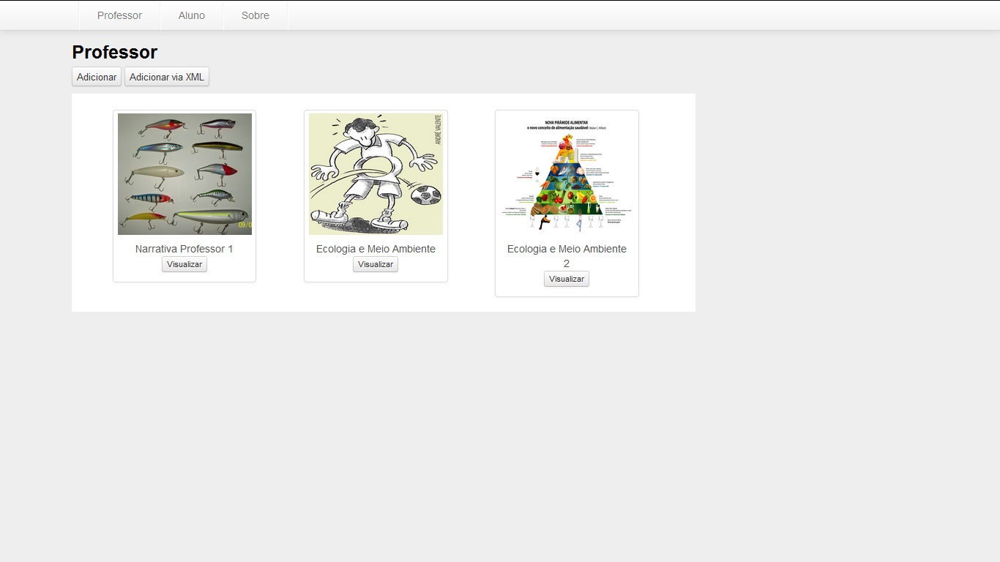 Professor Aluno Sobre
Professor
Adicionar Adicionar via XML
09/0
ANDRÉ VALENTE
NOVA PIRÂMIDE ALIMENTAR
o novo conceito de alimentação saudável (Walter C. Willett)
Narrativa Professor 1
Visualizar
Ecologia e Meio Ambiente
Visualizar
Ecologia e Meio Ambiente
2
Visualizar